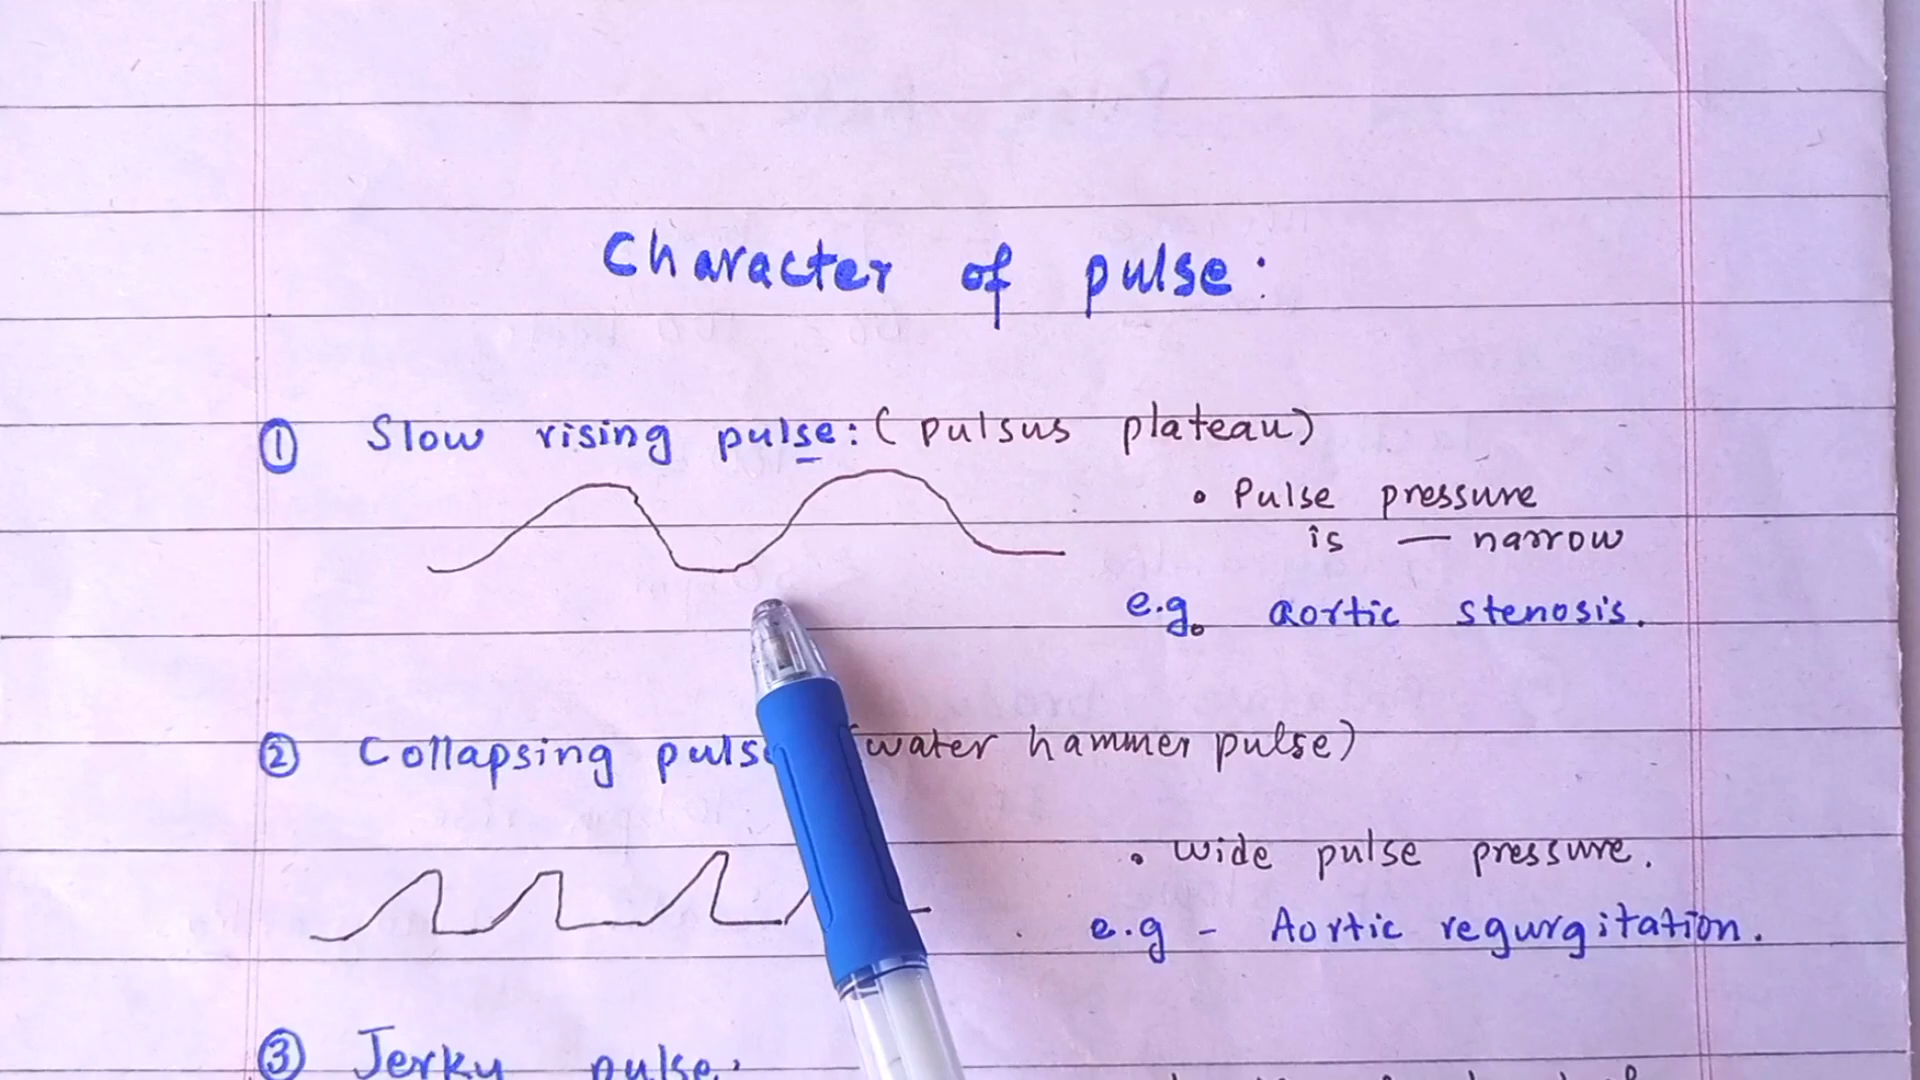 Character of pulse:
① Slow rising pulse: (pulsus plateau)
• Pulse pressure
is — narrow
e.g. aortic stenosis.
② Collapsing pulse (water hammer pulse)
• wide pulse pressure.
e.g - Aortic regurgitation.
③ Jerky pulse: